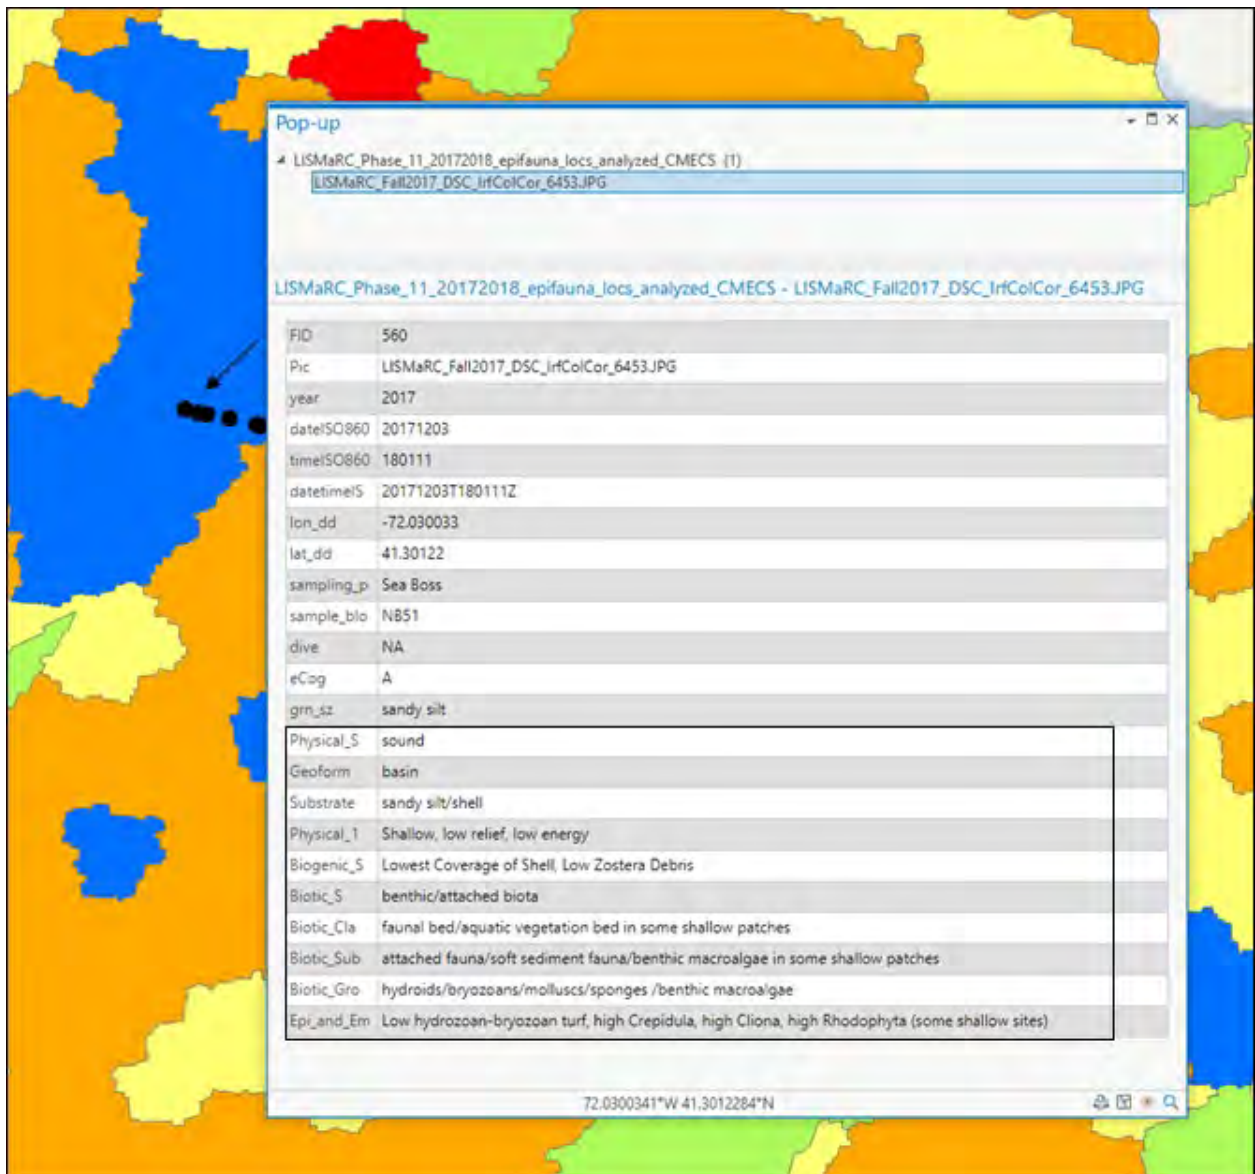 Pop-up
LISMaRC_Phase_11_20172018_epifauna_locs_analyzed_CMECS (1)
LISMaRC_Fall2017_DSC_IrfColCor_6453.JPG
LISMaRC_Phase_11_20172018_epifauna_locs_analyzed_CMECS - LISMaRC_Fall2017_DSC_IrfColCor_6453.JPG
FID 560
Pic LISMaRC_Fall2017_DSC_IrfColCor_6453.JPG
year 2017
dateISO860 20171203
timeISO860 180111
datetimeIS 20171203T180111Z
lon_dd -72.030033
lat_dd 41.30122
sampling_p Sea Boss
sample_blo NB51
dive NA
eCog A
grn_sz sandy silt
Physical_S sound
Geoform basin
Substrate sandy silt/shell
Physical_1 Shallow, low relief, low energy
Biogenic_S Lowest Coverage of Shell, Low Zostera Debris
Biotic_S benthic/attached biota
Biotic_Cla faunal bed/aquatic vegetation bed in some shallow patches
Biotic_Sub attached fauna/soft sediment fauna/benthic macroalgae in some shallow patches
Biotic_Gro hydroids/bryozoans/molluscs/sponges /benthic macroalgae
Epi_and_Em Low hydrozoan-bryozoan turf, high Crepidula, high Cliona, high Rhodophyta (some shallow sites)
72.0300341°W 41.3012284°N